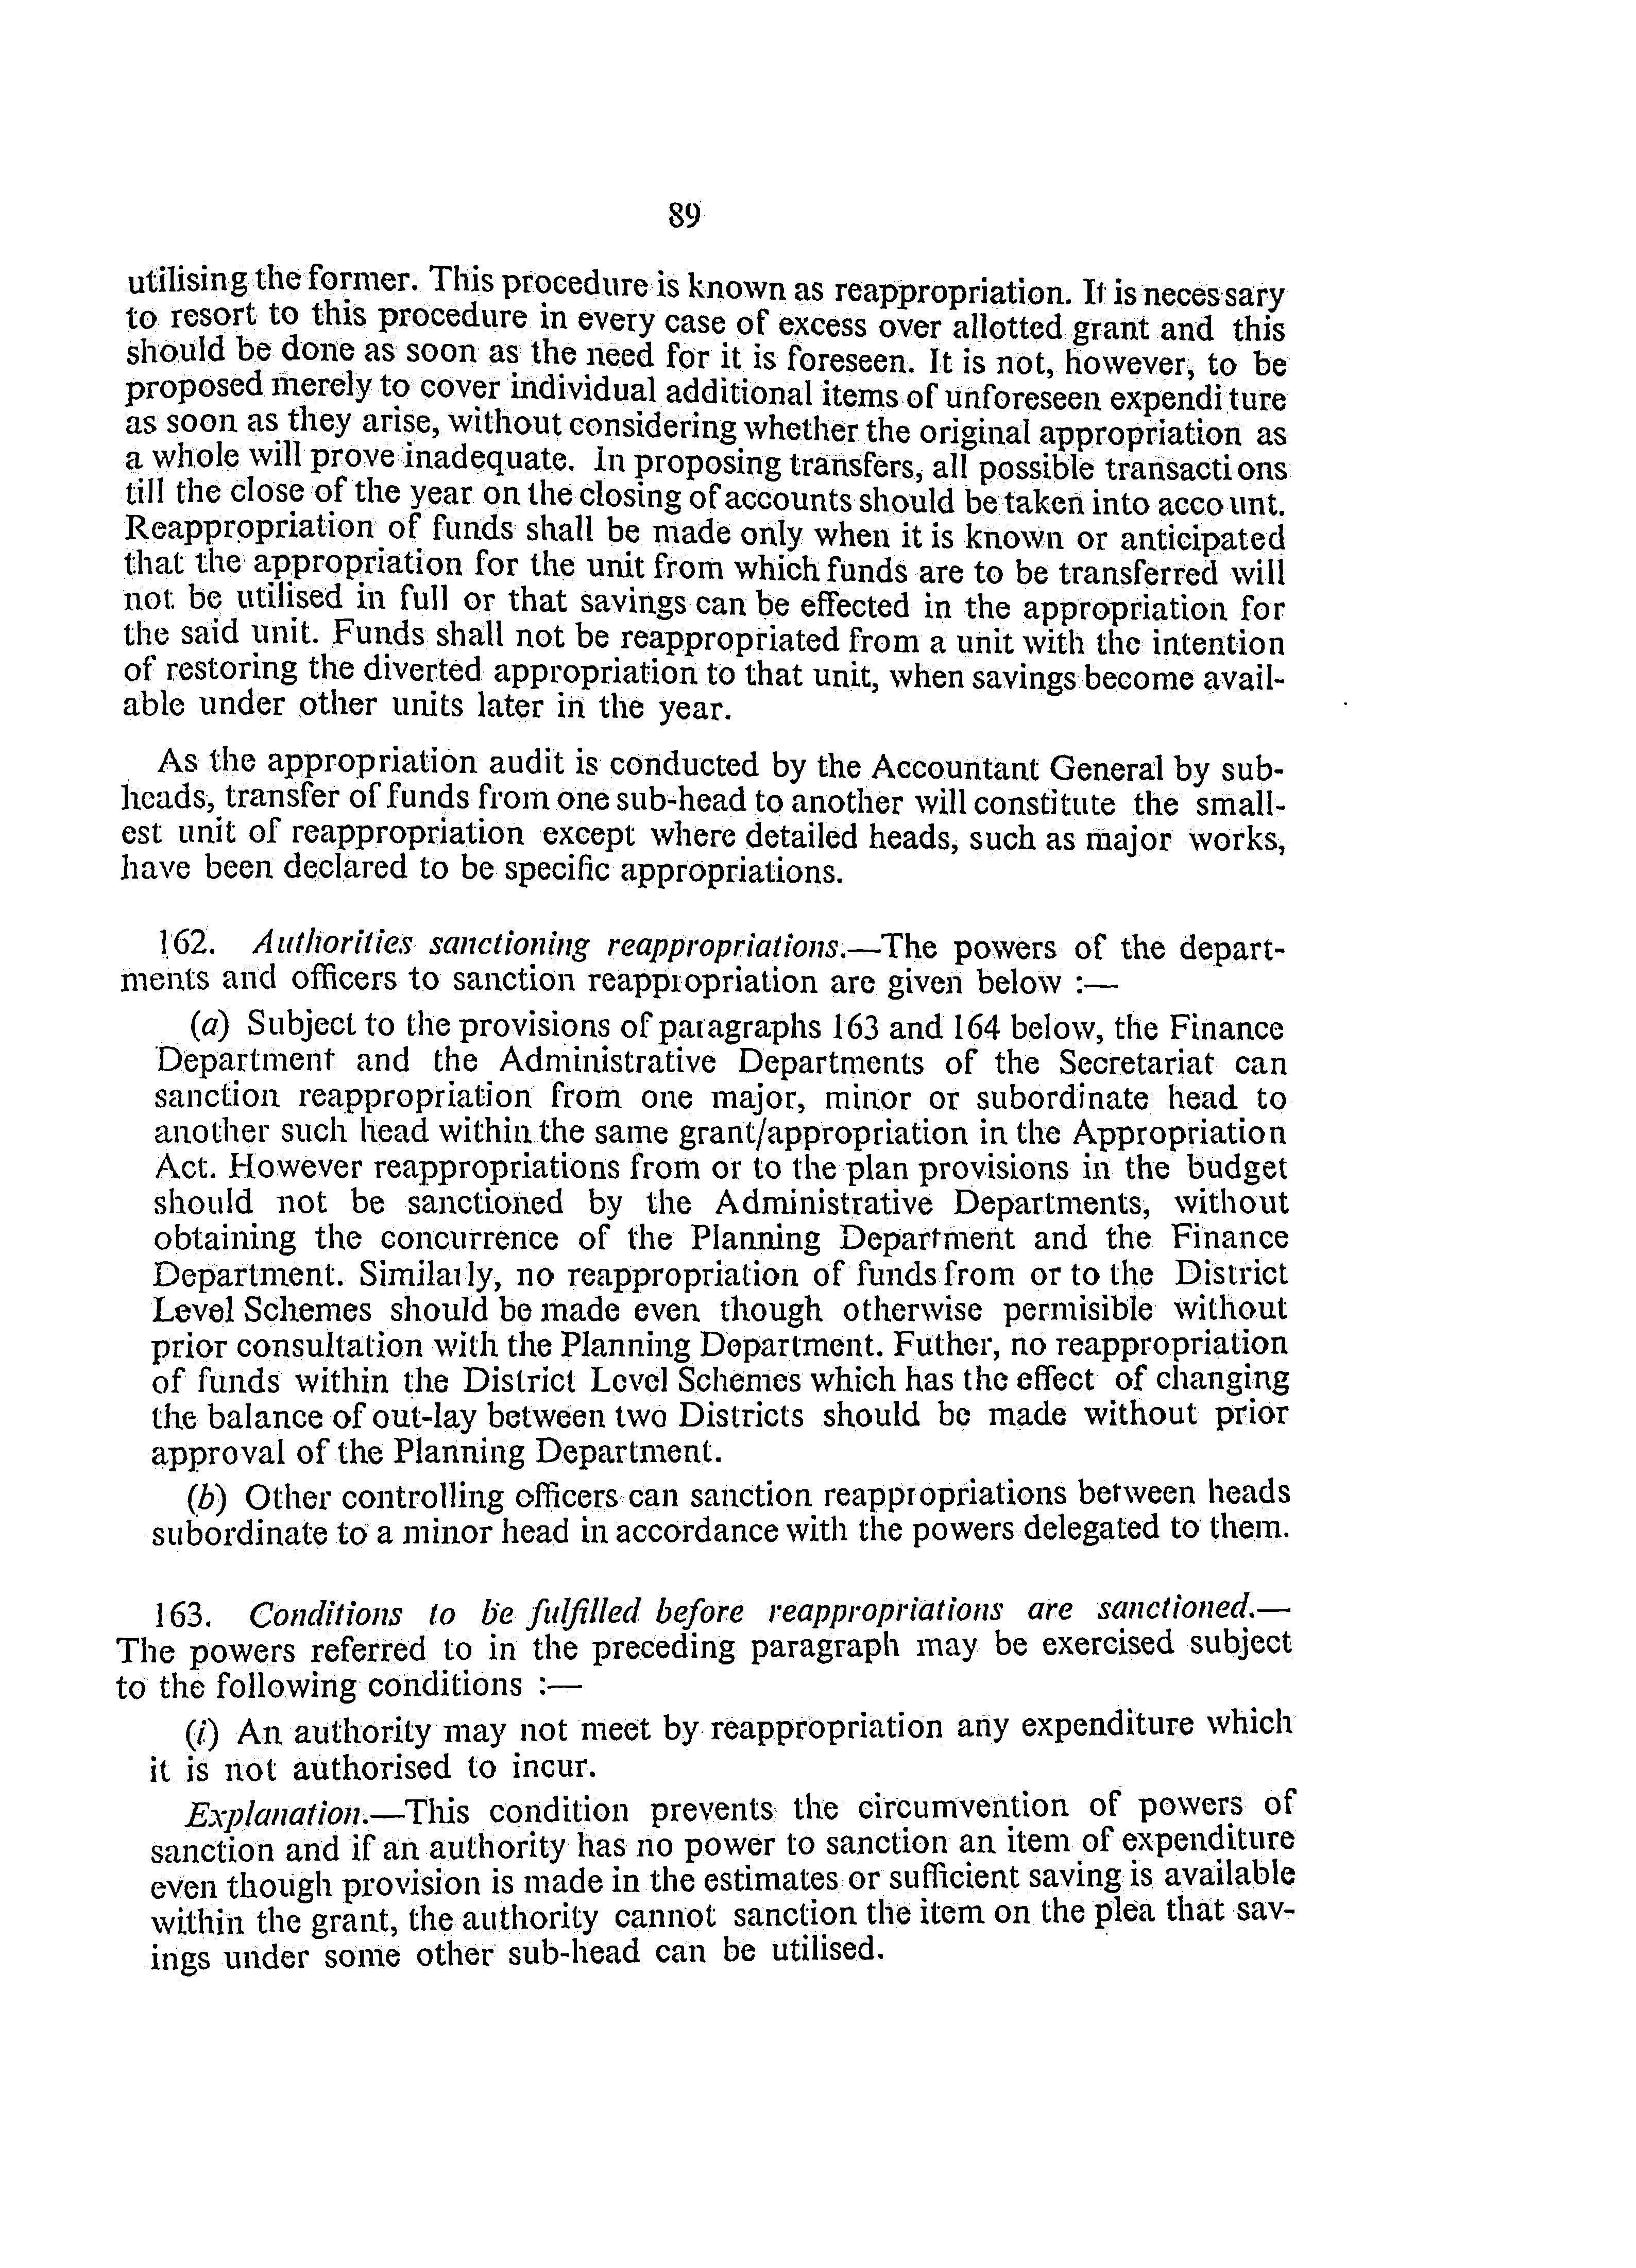 89
utilising the former. This procedure is known as reappropriation. It is necessary
to resort to this procedure in every case of excess over allotted grant and this
should be done as soon as the need for it is foreseen. It is not, however, to be
proposed merely to cover individual additional items of unforeseen expenditure
as soon as they arise, without considering whether the original appropriation as
a whole will prove inadequate. In proposing transfers, all possible transactions
till the close of the year on the closing of accounts should be taken into account.
Reappropriation of funds shall be made only when it is known or anticipated
that the appropriation for the unit from which funds are to be transferred will
not be utilised in full or that savings can be effected in the appropriation for
the said unit. Funds shall not be reappropriated from a unit with the intention
of restoring the diverted appropriation to that unit, when savings become avail-
able under other units later in the year.
As the appropriation audit is conducted by the Accountant General by sub-
heads, transfer of funds from one sub-head to another will constitute the small-
est unit of reappropriation except where detailed heads, such as major works,
have been declared to be specific appropriations.
162. Authorities sanctioning reappropriations.—The powers of the depart-
ments and officers to sanction reappropriation are given below :—
(a) Subject to the provisions of paragraphs 163 and 164 below, the Finance
Department and the Administrative Departments of the Secretariat can
sanction reappropriation from one major, minor or subordinate head to
another such head within the same grant/appropriation in the Appropriation
Act. However reappropriations from or to the plan provisions in the budget
should not be sanctioned by the Administrative Departments, without
obtaining the concurrence of the Planning Department and the Finance
Department. Similarly, no reappropriation of funds from or to the District
Level Schemes should be made even though otherwise permisible without
prior consultation with the Planning Department. Futher, no reappropriation
of funds within the District Level Schemes which has the effect of changing
the balance of out-lay between two Districts should be made without prior
approval of the Planning Department.
(b) Other controlling officers can sanction reappropriations between heads
subordinate to a minor head in accordance with the powers delegated to them.
163. Conditions to be fulfilled before reappropriations are sanctioned.—
The powers referred to in the preceding paragraph may be exercised subject
to the following conditions :—
(i) An authority may not meet by reappropriation any expenditure which
it is not authorised to incur.
Explanation.—This condition prevents the circumvention of powers of
sanction and if an authority has no power to sanction an item of expenditure
even though provision is made in the estimates or sufficient saving is available
within the grant, the authority cannot sanction the item on the plea that sav-
ings under some other sub-head can be utilised.